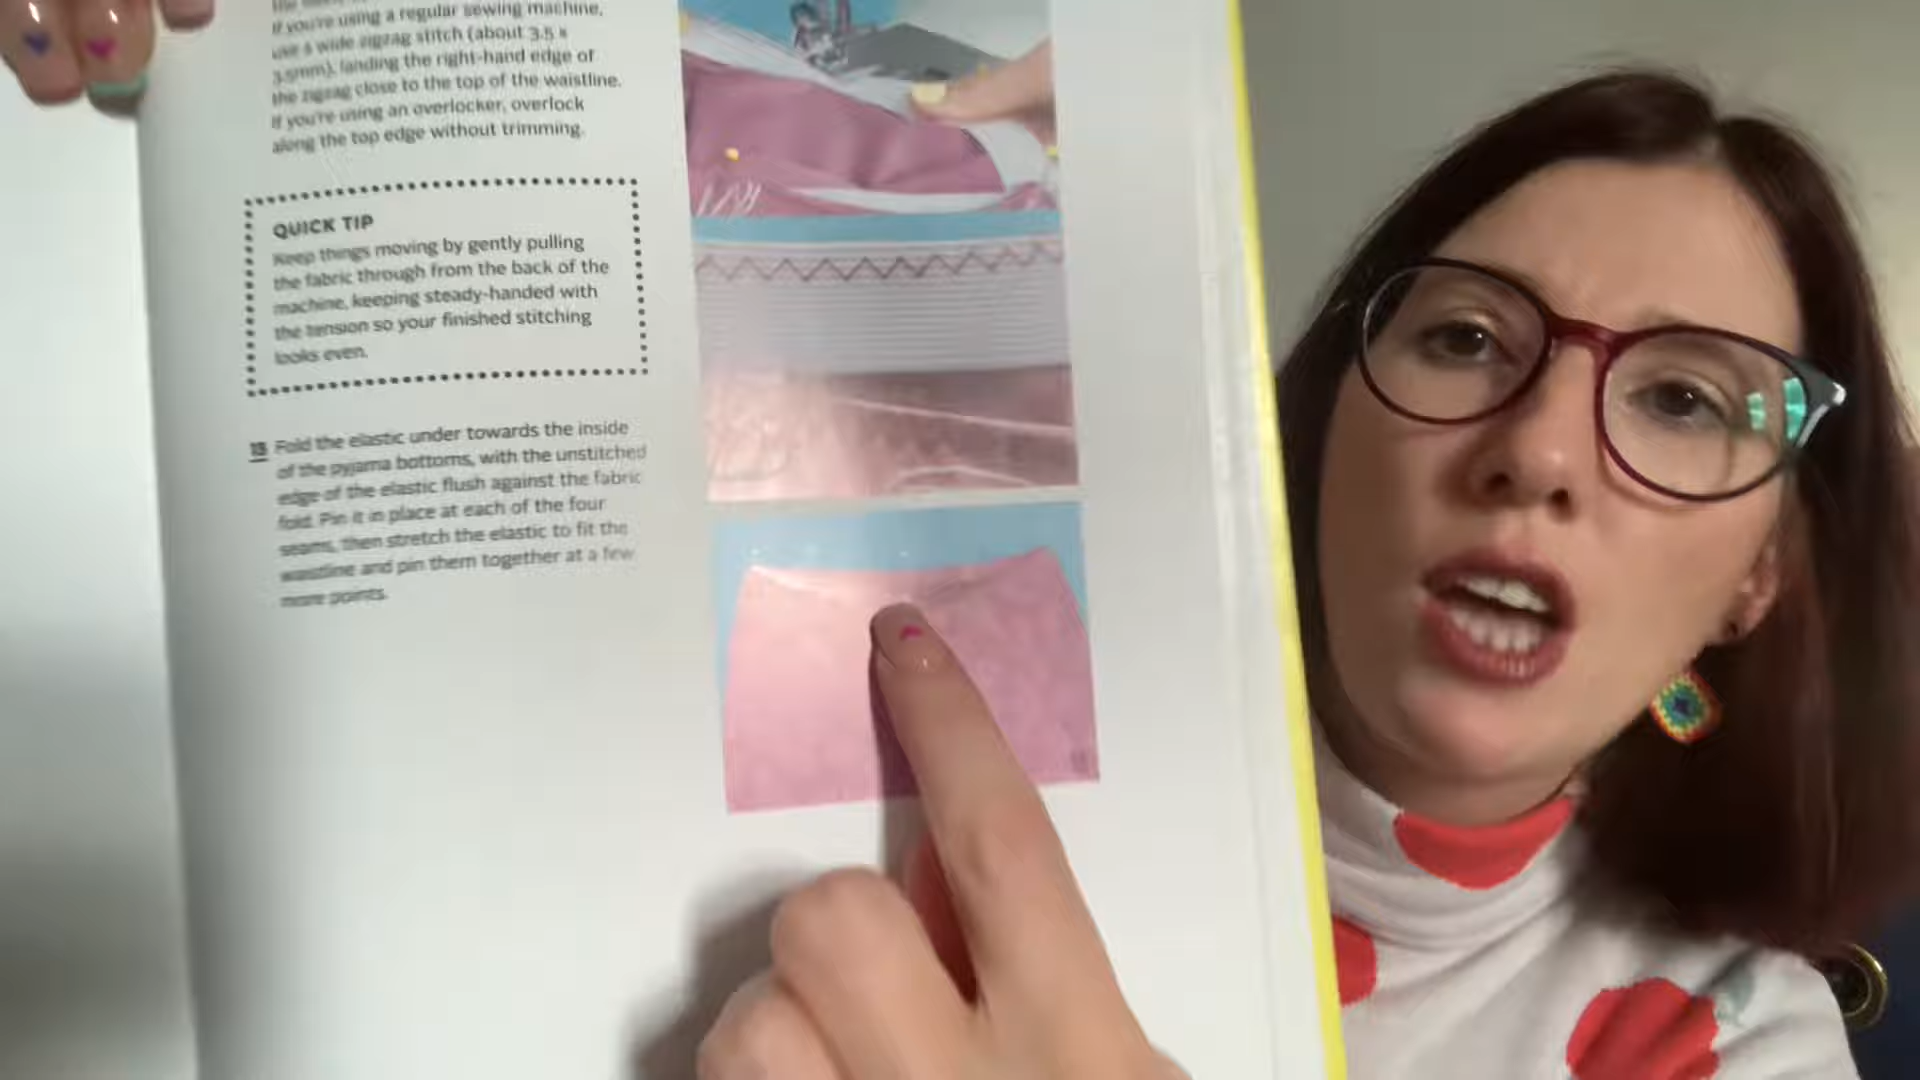 If you're using a regular sewing machine,
use a wide zigzag stitch (about 3.5 x
3.5mm), landing the right-hand edge of
the zigzag close to the top of the waistline.
If you're using an overlocker, overlock
along the top edge without trimming.
QUICK TIP
Keep things moving by gently pulling
the fabric through from the back of the
machine, keeping steady-handed with
the tension so your finished stitching
looks even.
13 Fold the elastic under towards the inside
of the pyjama bottoms, with the unstitched
edge of the elastic flush against the fabric
fold. Pin it in place at each of the four
seams, then stretch the elastic to fit the
waistline and pin them together at a few
more points.